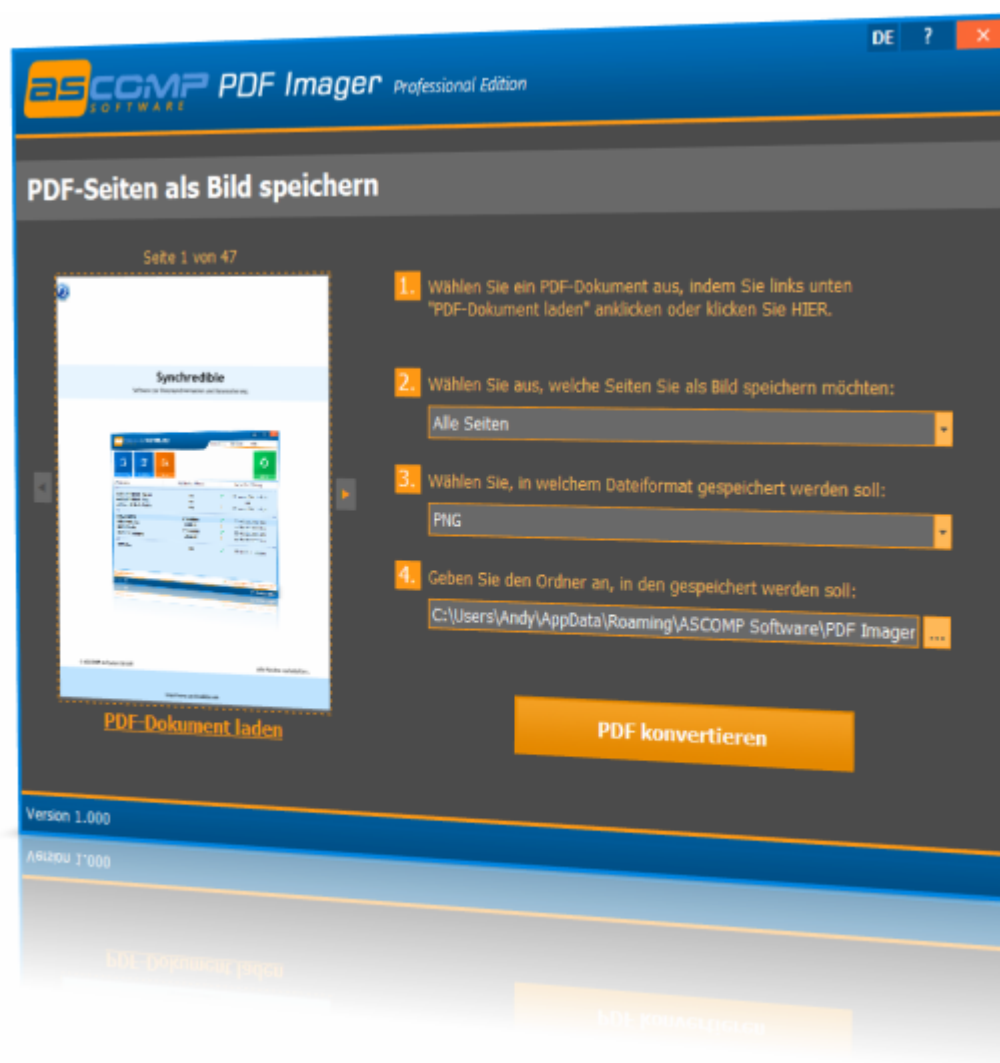 DE ? ×
ascomp PDF Imager Professional Edition
SOFTWARE
PDF-Seiten als Bild speichern
Seite 1 von 47
Synchredible
1. Wählen Sie ein PDF-Dokument aus, indem Sie links unten
"PDF-Dokument laden" anklicken oder klicken Sie HIER.
2. Wählen Sie aus, welche Seiten Sie als Bild speichern möchten:
Alle Seiten
3. Wählen Sie, in welchem Dateiformat gespeichert werden soll:
PNG
4. Geben Sie den Ordner an, in den gespeichert werden soll:
C:\Users\Andy\AppData\Roaming\ASCOMP Software\PDF Imager
...
PDF-Dokument laden
PDF konvertieren
Version 1.000